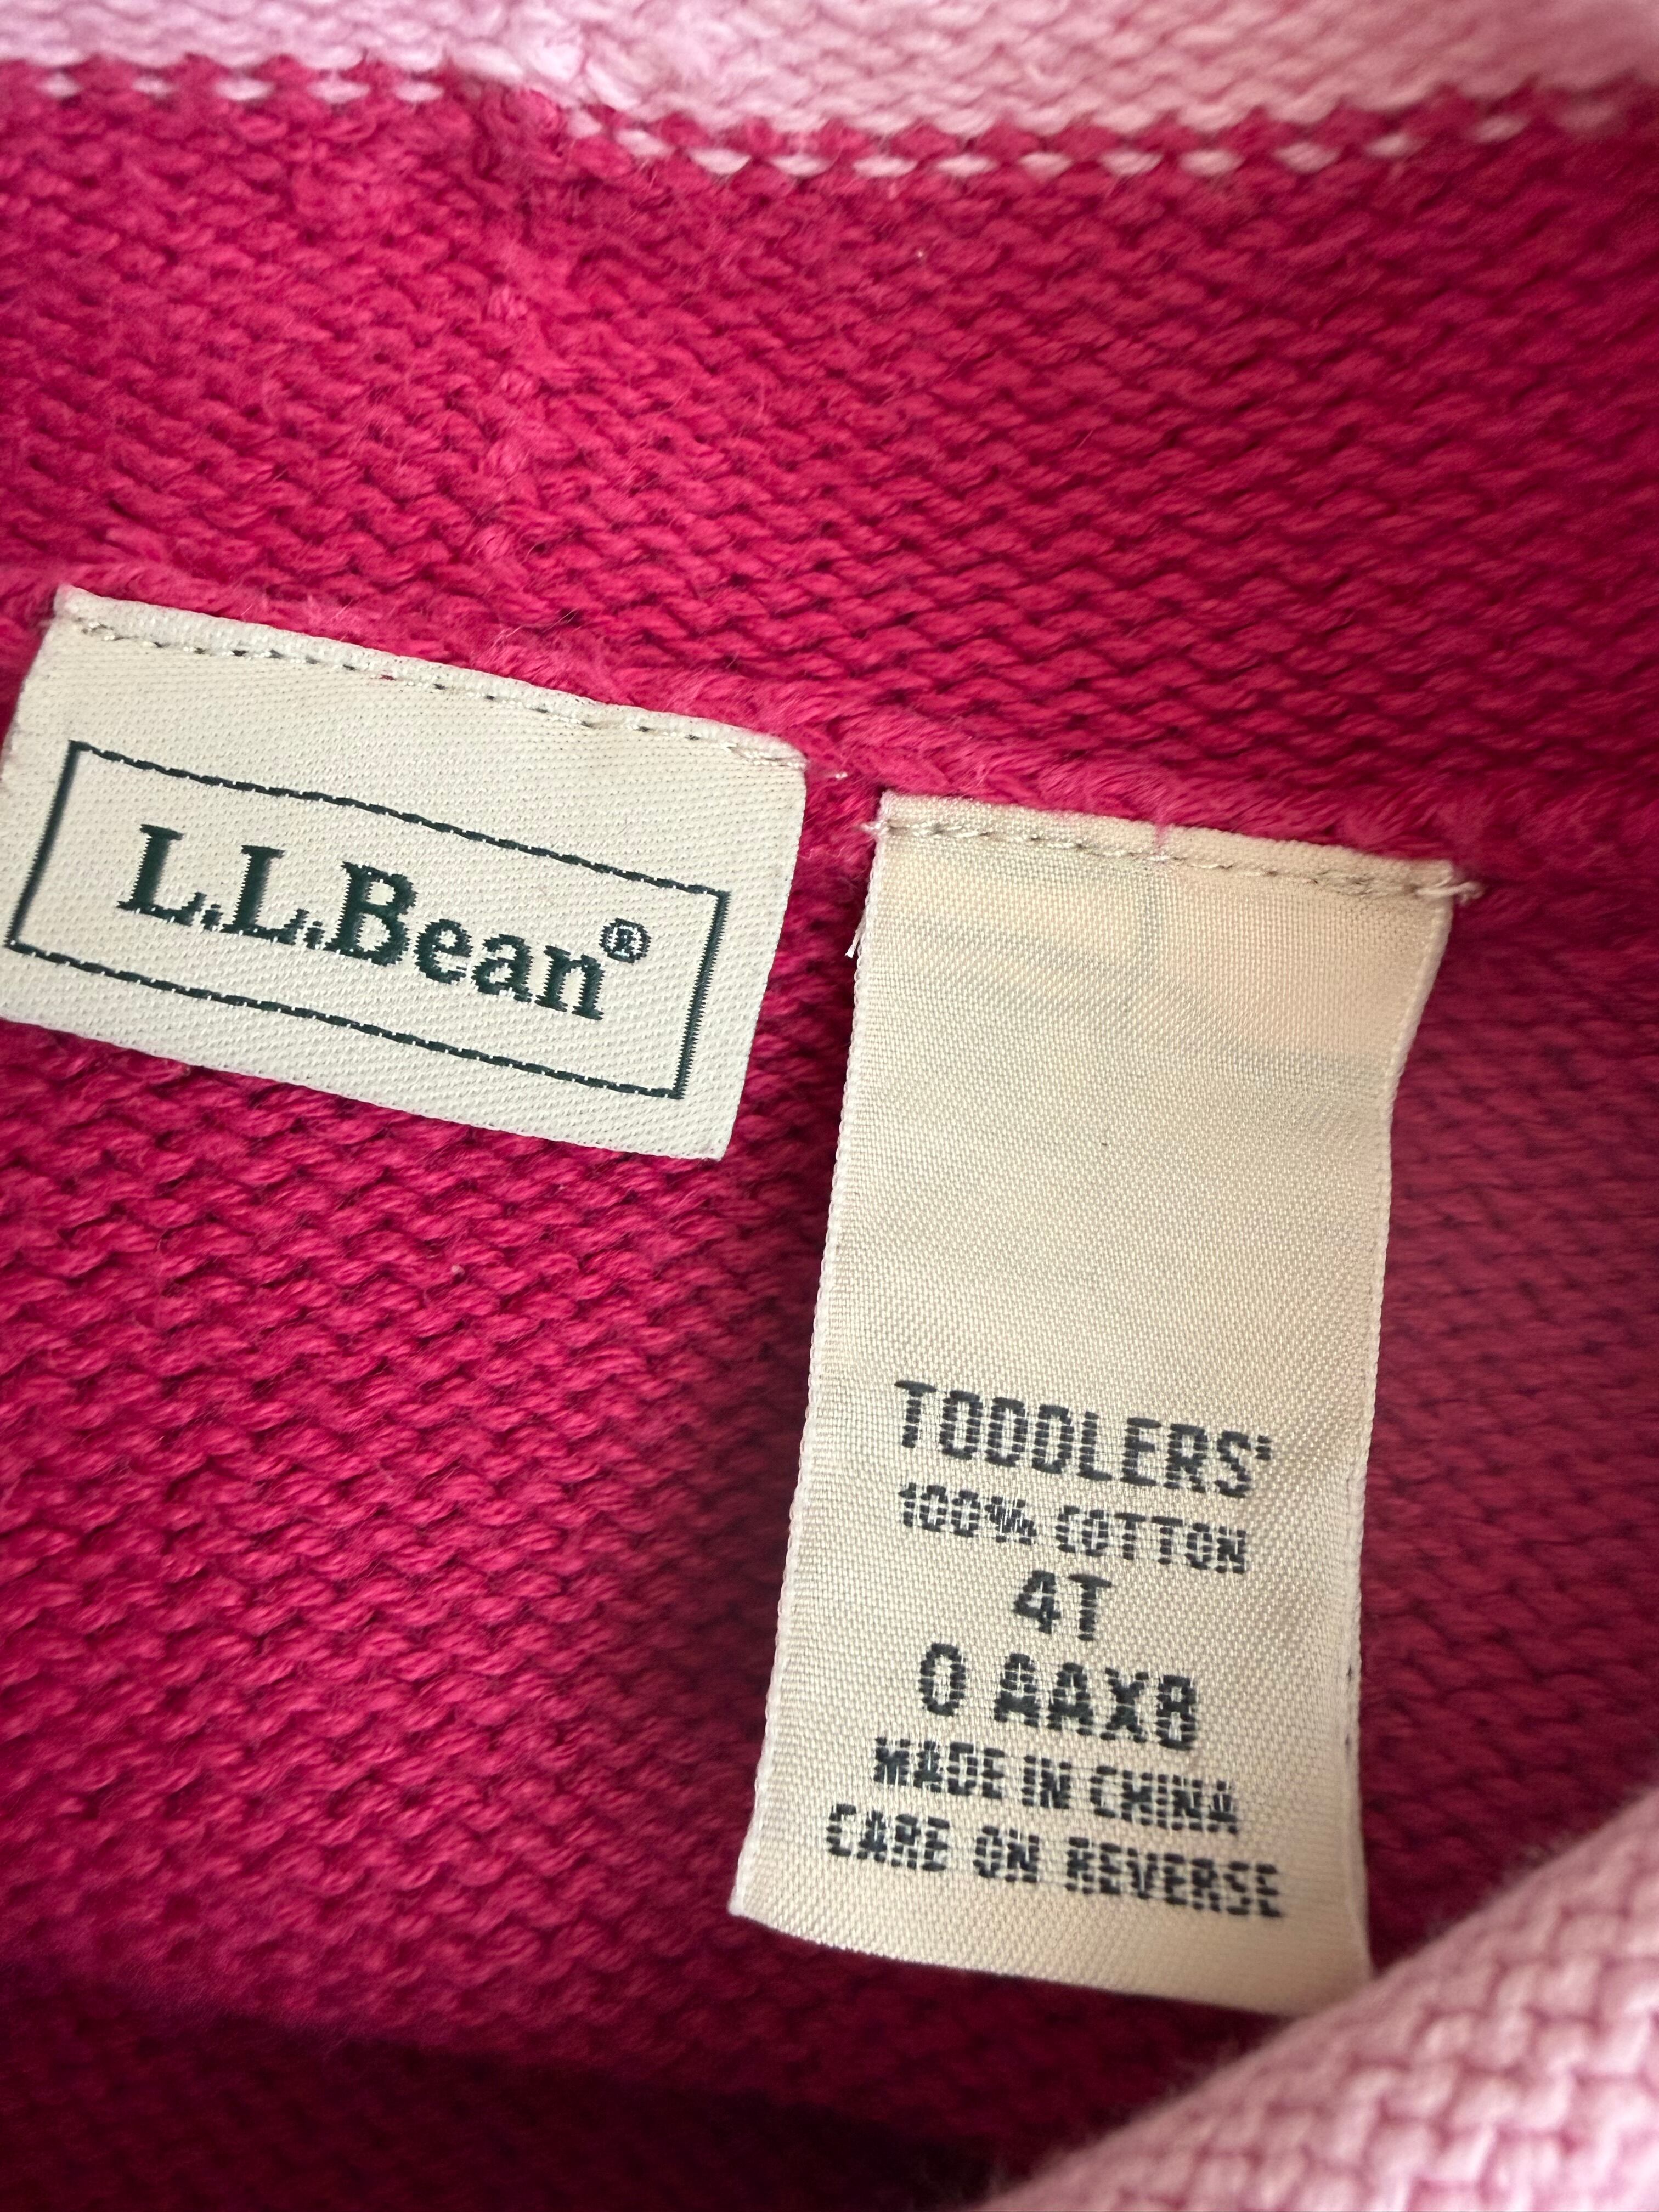 L.L.Bean®
TODDLERS'
100% COTTON
4T
0 AAX8
MADE IN CHINA
CARE ON REVERSE